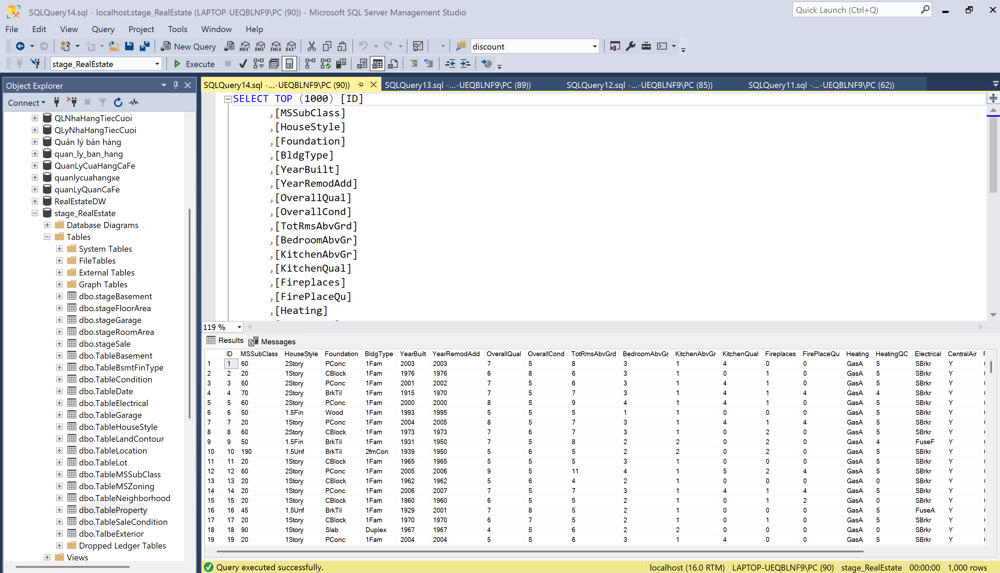 SQLQuery14.sql - localhost.stage_RealEstate (LAPTOP-UEQBLNF9\PC (90)) - Microsoft SQL Server Management Studio
Quick Launch (Ctrl+Q)
File Edit View Query Project Tools Window Help
New Query MDX DMX XMLA DAX discount
stage_RealEstate Execute
Object Explorer
Connect
QLNhaHangTiecCuoi
QLyNhaHangTiecCuoi
Quản lý bán hàng
quan_ly_ban_hang
QuanLyCuaHangCaFe
quanlycuahangxe
quanLyQuanCaFe
RealEstateDW
stage_RealEstate
Database Diagrams
Tables
System Tables
FileTables
External Tables
Graph Tables
dbo.stageBasement
dbo.stageFloorArea
dbo.stageGarage
dbo.stageRoomArea
dbo.stageSale
dbo.TableBasement
dbo.TableBsmtFinType
dbo.TableCondition
dbo.TableDate
dbo.TableElectrical
dbo.TableGarage
dbo.TableHouseStyle
dbo.TableLandContour
dbo.TableLocation
dbo.TableLot
dbo.TableMSSubClass
dbo.TableMSZoning
dbo.TableNeighborhood
dbo.TableProperty
dbo.TableSaleCondition
dbo.TalbeExterior
Dropped Ledger Tables
Views
SQLQuery14.sql -...-UEQBLNF9\PC (90)) SQLQuery13.sql -...-UEQBLNF9\PC (89)) SQLQuery12.sql -...-UEQBLNF9\PC (85)) SQLQuery11.sql -...-UEQBLNF9\PC (62))
SELECT TOP (1000) [ID]
,[MSSubClass]
,[HouseStyle]
,[Foundation]
,[BldgType]
,[YearBuilt]
,[YearRemodAdd]
,[OverallQual]
,[OverallCond]
,[TotRmsAbvGrd]
,[BedroomAbvGr]
,[KitchenAbvGr]
,[KitchenQual]
,[Fireplaces]
,[FirePlaceQu]
,[Heating]
119 %
Results Messages
ID MSSubClass HouseStyle Foundation BldgType YearBuilt YearRemodAdd OverallQual OverallCond TotRmsAbvGrd BedroomAbvGr KitchenAbvGr KitchenQual Fireplaces FirePlaceQu Heating HeatingQC Electrical CentralAir
1 1 60 2Story PConc 1Fam 2003 2003 7 5 8 3 1 4 0 0 GasA 5 SBrkr Y
2 2 20 1Story CBlock 1Fam 1976 1976 6 8 6 3 1 0 1 0 GasA 5 SBrkr Y
3 3 60 2Story PConc 1Fam 2001 2002 7 5 6 3 1 4 1 0 GasA 5 SBrkr Y
4 4 70 2Story BrkTil 1Fam 1915 1970 7 5 7 3 1 4 1 4 GasA 4 SBrkr Y
5 5 60 2Story PConc 1Fam 2000 2000 8 5 9 4 1 4 1 0 GasA 5 SBrkr Y
6 6 50 1.5Fin Wood 1Fam 1993 1995 5 5 5 1 1 0 0 0 GasA 5 SBrkr Y
7 7 20 1Story PConc 1Fam 2004 2005 8 5 7 3 1 4 1 4 GasA 5 SBrkr Y
8 8 60 2Story CBlock 1Fam 1973 1973 7 6 7 3 1 0 2 0 GasA 5 SBrkr Y
9 9 50 1.5Fin BrkTil 1Fam 1931 1950 7 5 8 2 2 0 2 0 GasA 4 FuseF Y
10 10 190 1.5Unf BrkTil 2fmCon 1939 1950 5 6 5 2 2 0 2 0 GasA 5 SBrkr Y
11 11 20 1Story CBlock 1Fam 1965 1965 5 5 5 3 1 0 0 0 GasA 5 SBrkr Y
12 12 60 2Story PConc 1Fam 2005 2006 9 5 11 4 1 5 2 4 GasA 5 SBrkr Y
13 13 20 1Story CBlock 1Fam 1962 1962 5 6 4 2 1 0 0 0 GasA 0 SBrkr Y
14 14 20 1Story PConc 1Fam 2006 2007 7 5 7 3 1 4 1 4 GasA 5 SBrkr Y
15 15 20 1Story CBlock 1Fam 1960 1960 6 5 5 2 1 0 1 2 GasA 0 SBrkr Y
16 16 45 1.5Unf BrkTil 1Fam 1929 2001 7 8 5 2 1 0 0 0 GasA 5 FuseA Y
17 17 20 1Story CBlock 1Fam 1970 1970 6 7 5 2 1 0 1 0 GasA 5 SBrkr Y
18 18 90 1Story Slab Duplex 1967 1967 4 5 6 2 2 0 0 0 GasA 0 SBrkr Y
19 19 20 1Story PConc 1Fam 2004 2004 5 5 6 3 1 4 0 0 GasA 5 SBrkr Y
Query executed successfully. localhost (16.0 RTM) LAPTOP-UEQBLNF9\PC (90) stage_RealEstate 00:00:00 1,000 rows